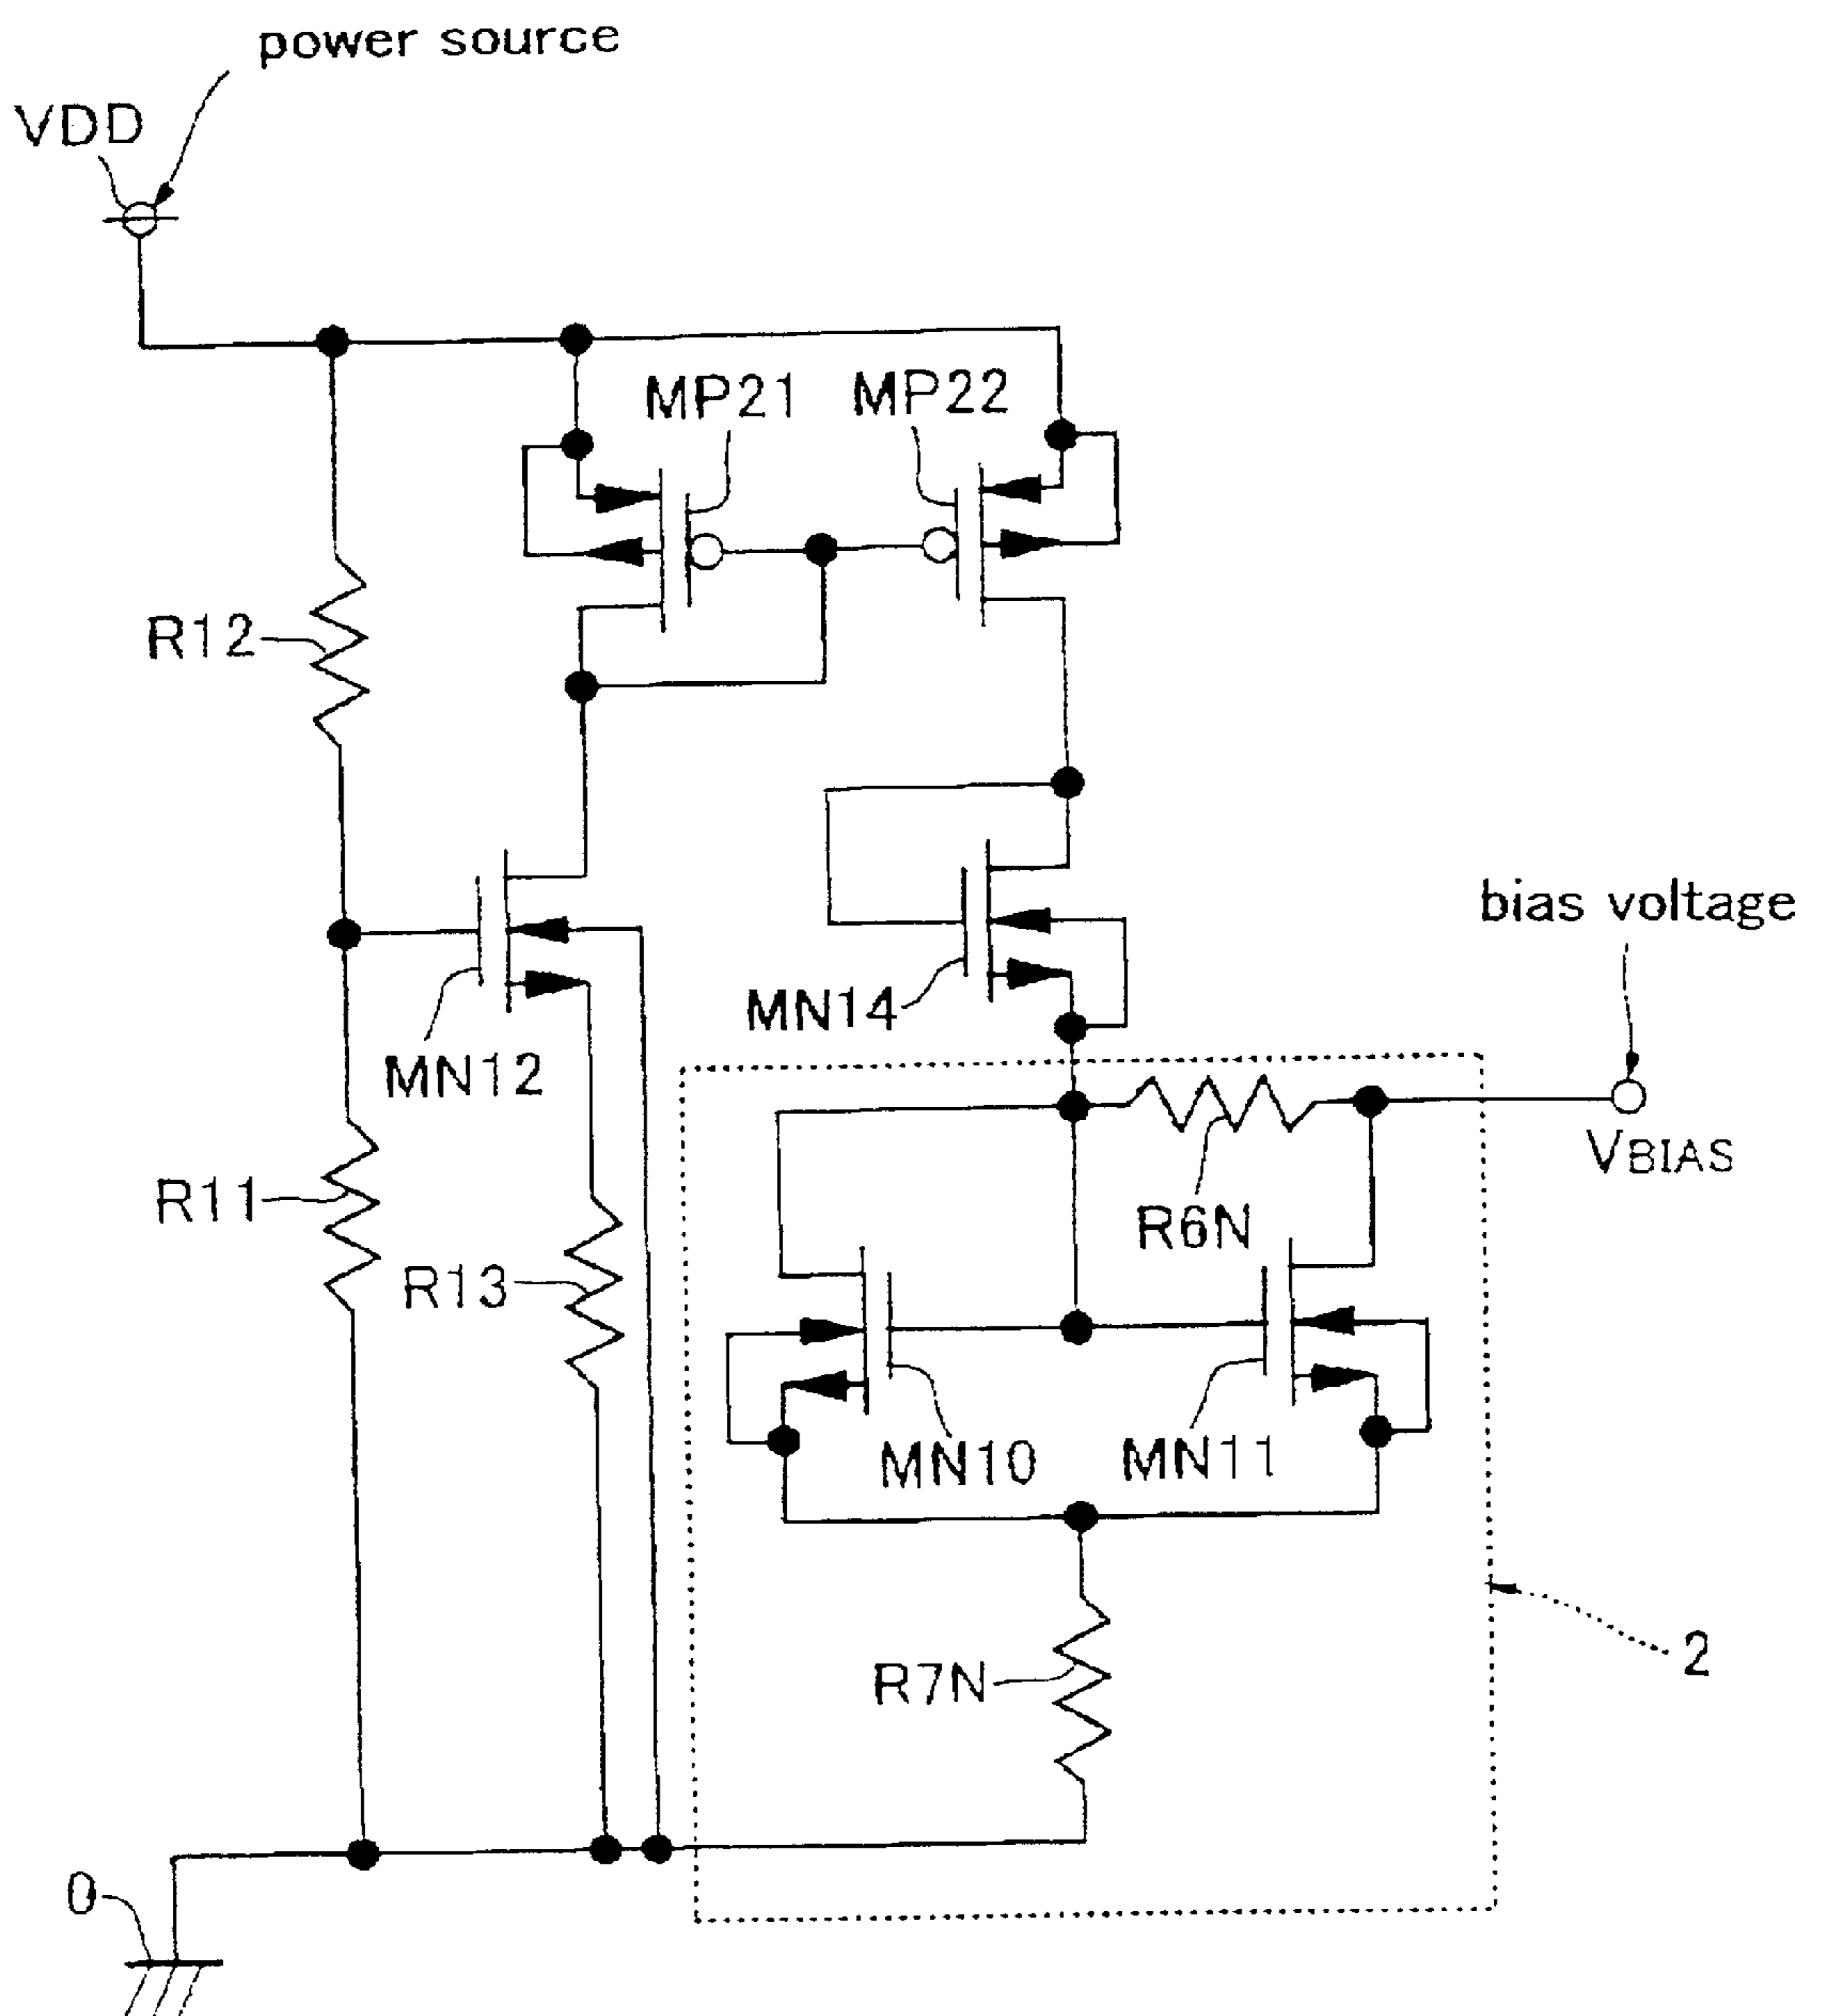 power source
VDD
MP21
MP22
R12
bias voltage
MN14
MN12
VBIAS
R11
R6N
R13
MN10
MN11
2
R7N
0